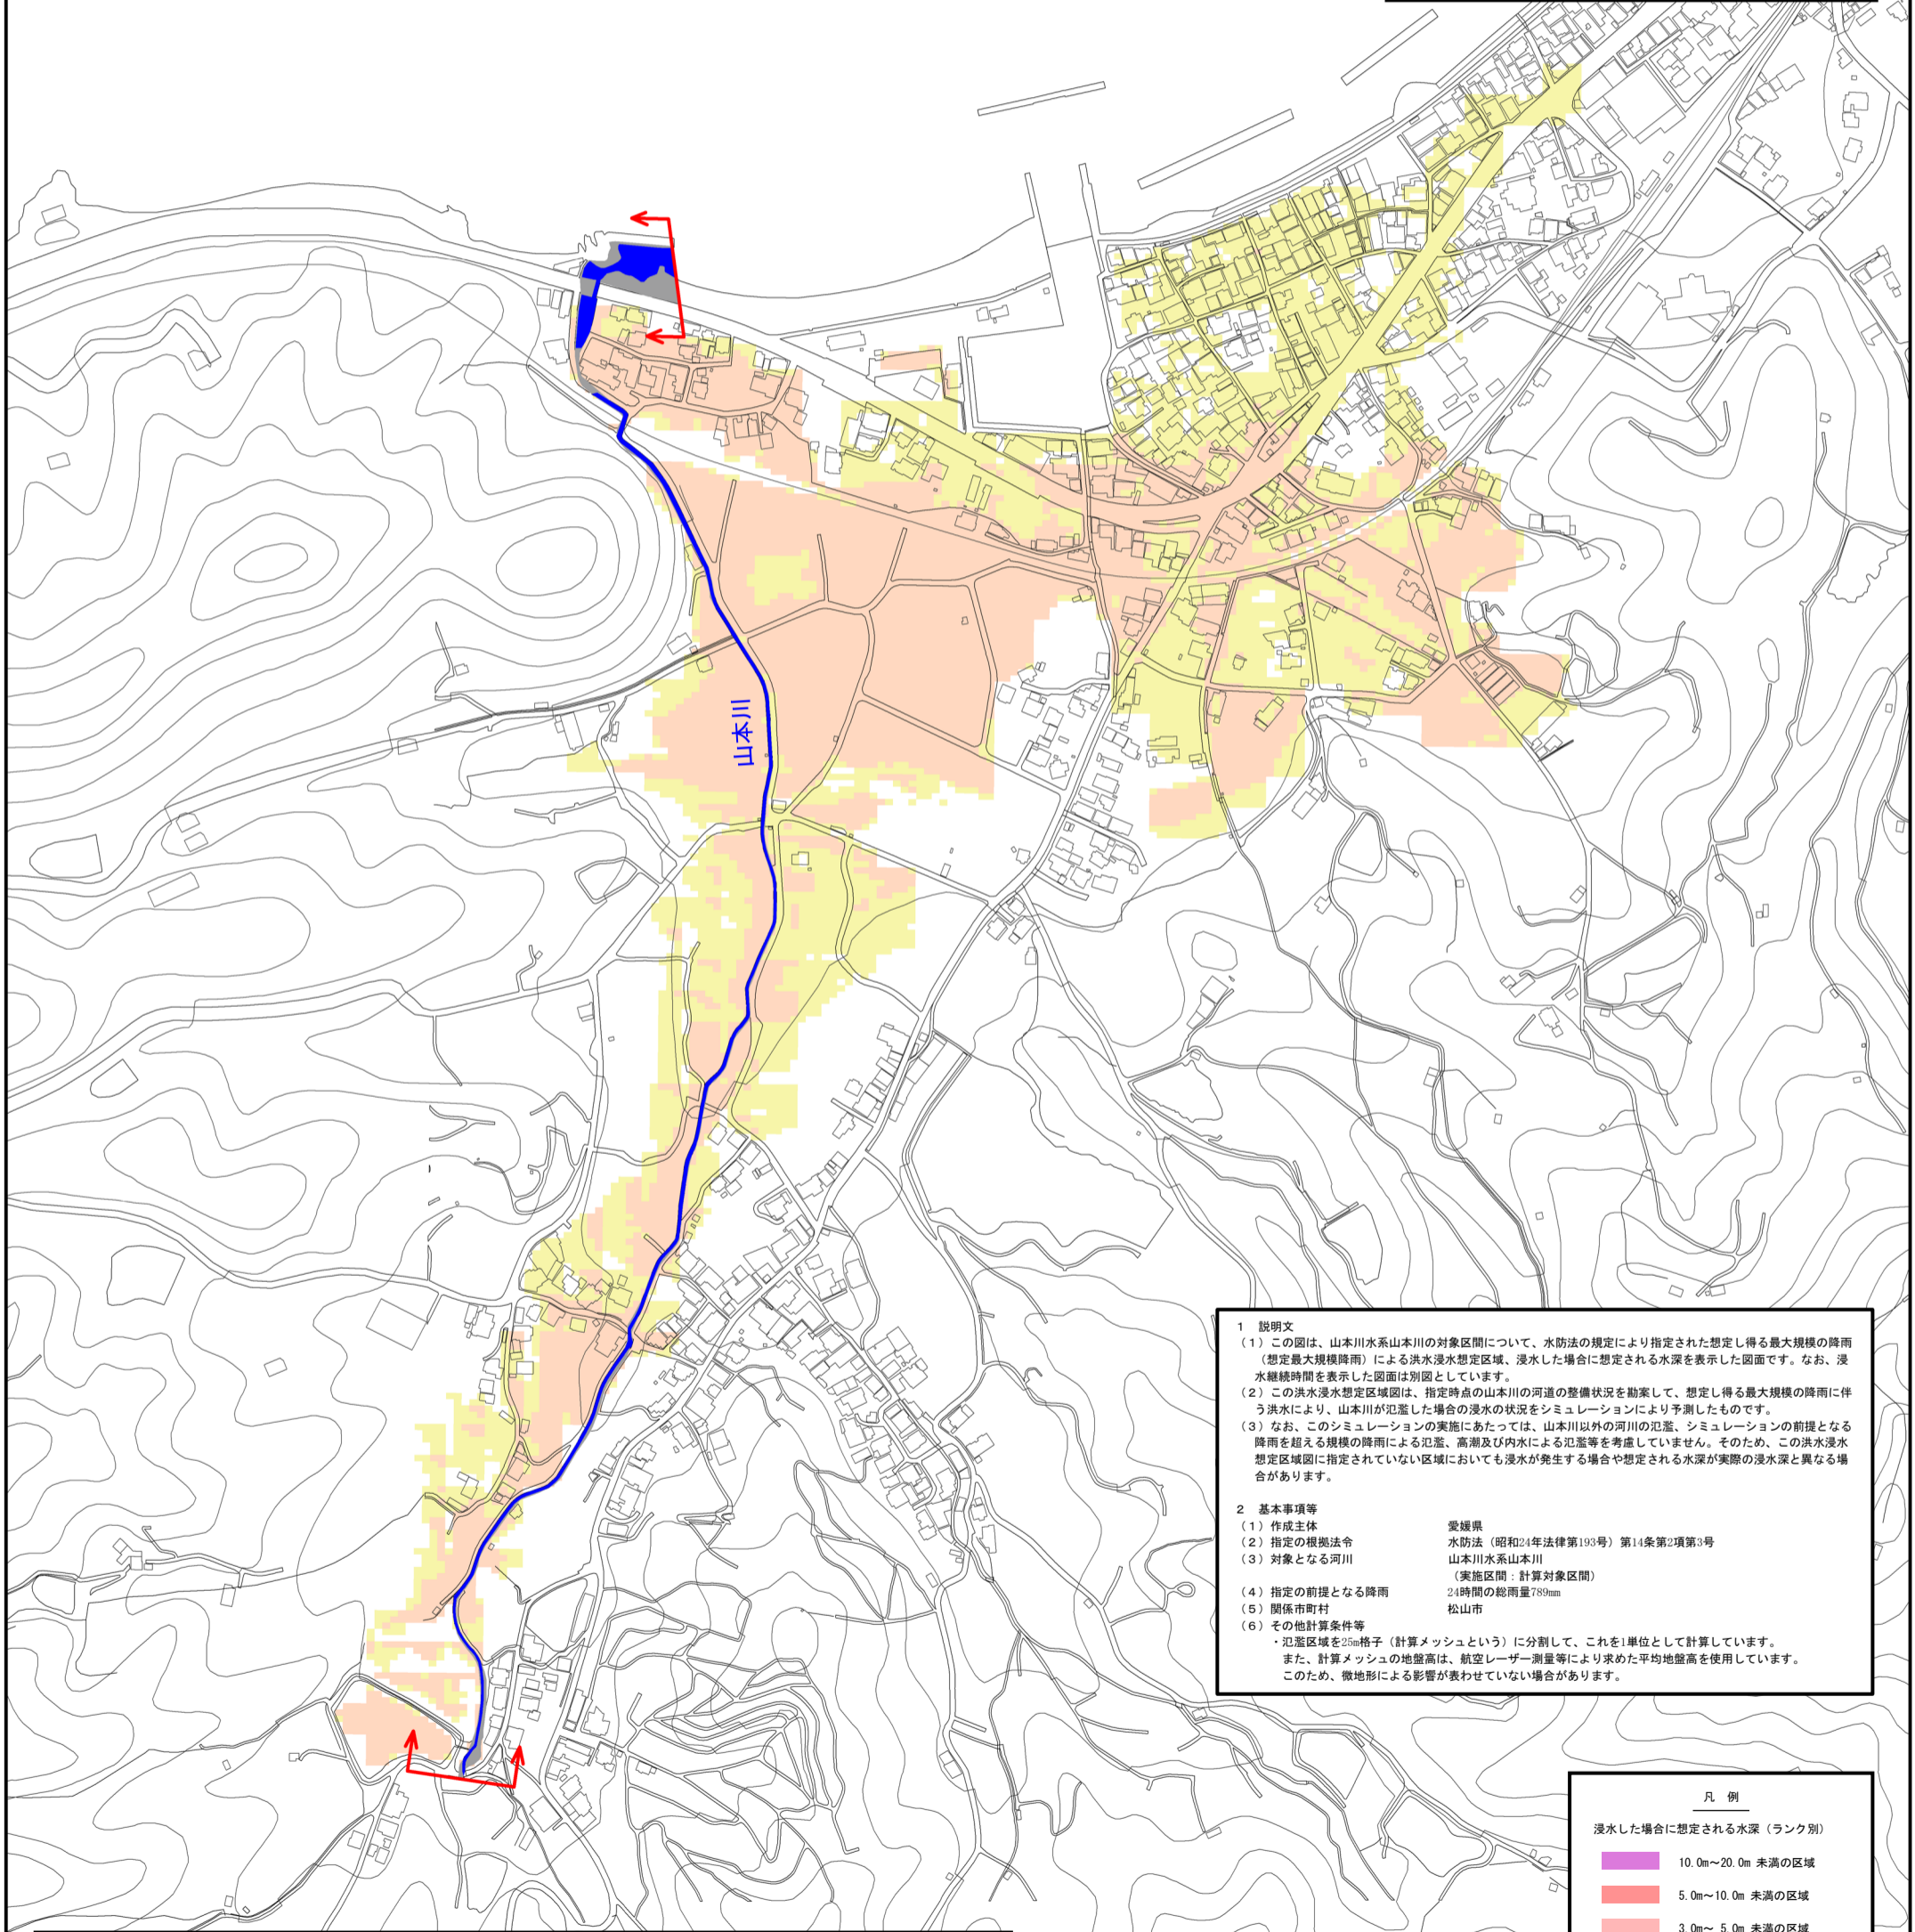 山本川
1　説明文
（1）この図は、山本川水系山本川の対象区間について、水防法の規定により指定された想定し得る最大規模の降雨
（想定最大規模降雨）による洪水浸水想定区域、浸水した場合に想定される水深を表示した図面です。なお、浸
水継続時間を表示した図面は別図としています。
（2）この洪水浸水想定区域図は、指定時点の山本川の河道の整備状況を勘案して、想定し得る最大規模の降雨に伴
う洪水により、山本川が氾濫した場合の浸水の状況をシミュレーションにより予測したものです。
（3）なお、このシミュレーションの実施にあたっては、山本川以外の河川の氾濫、シミュレーションの前提となる
降雨を超える規模の降雨による氾濫、高潮及び内水による氾濫等を考慮していません。そのため、この洪水浸水
想定区域図に指定されていない区域においても浸水が発生する場合や想定される水深が実際の浸水深と異なる場
合があります。
2　基本事項等
（1）作成主体　愛媛県
（2）指定の根拠法令　水防法（昭和24年法律第193号）第14条第2項第3号
（3）対象となる河川　山本川水系山本川
（実施区間：計算対象区間）
（4）指定の前提となる降雨　24時間の総雨量789mm
（5）関係市町村　松山市
（6）その他計算条件等
・氾濫区域を25m格子（計算メッシュという）に分割して、これを1単位として計算しています。
また、計算メッシュの地盤高は、航空レーザー測量等により求めた平均地盤高を使用しています。
このため、微地形による影響が表わせていない場合があります。
凡　例
浸水した場合に想定される水深（ランク別）
10.0m～20.0m 未満の区域
5.0m～10.0m 未満の区域
3.0m～ 5.0m 未満の区域